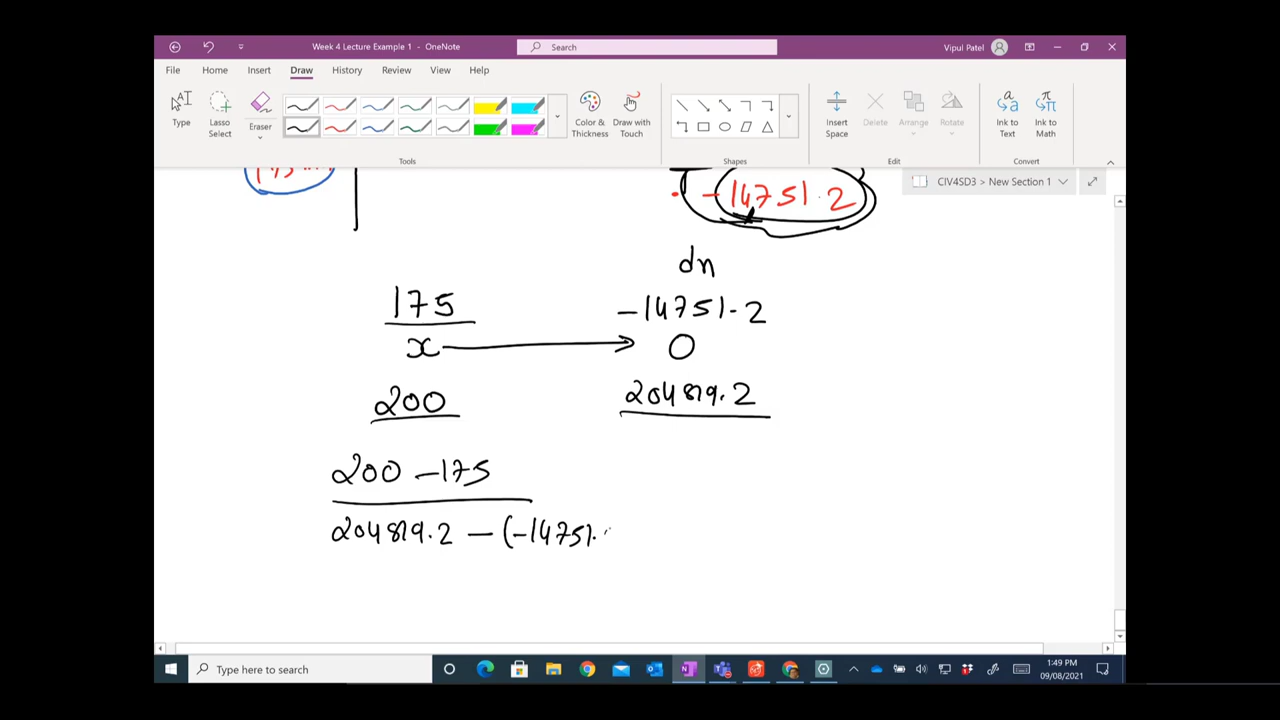 Week 4 Lecture Example 1 - OneNote
Search
Vipul Patel
File Home Insert Draw History Review View Help
Type
Lasso Select
Eraser
Color & Thickness
Draw with Touch
Insert Space
Delete
Arrange
Rotate
Ink to Text
Ink to Math
Tools
Shapes
Edit
Convert
CIV4SD3 > New Section 1
-14751.2
dn
175 -14751.2
x → 0
200 204819.2
200 - 175
204819.2 - (-14751.
Type here to search
1:49 PM
09/08/2021